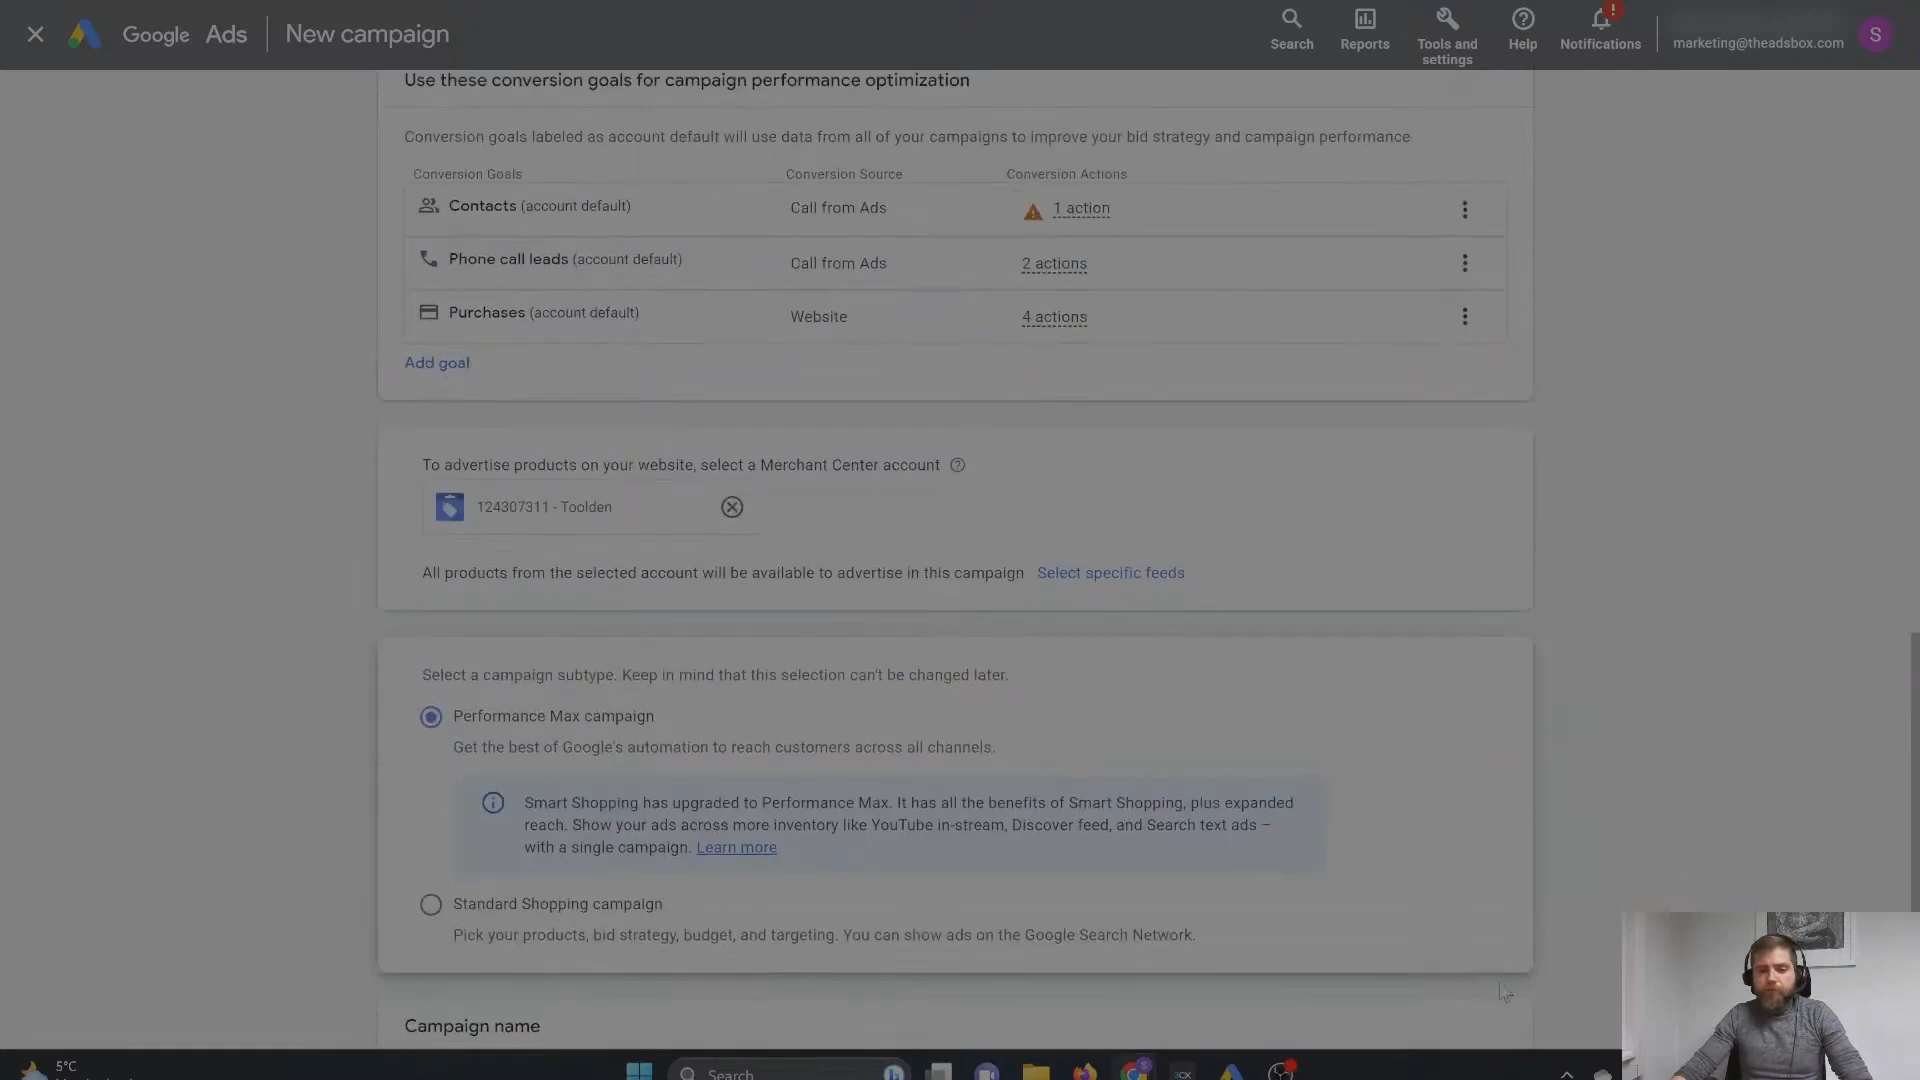 Google Ads
New campaign
Search
Reports
Tools and
settings
Help
Notifications
!
marketing@theadsbox.com
S
Use these conversion goals for campaign performance optimization
Conversion goals labeled as account default will use data from all of your campaigns to improve your bid strategy and campaign performance
Conversion Goals
Conversion Source
Conversion Actions
Contacts (account default)
Call from Ads
1 action
Phone call leads (account default)
Call from Ads
2 actions
Purchases (account default)
Website
4 actions
Add goal
To advertise products on your website, select a Merchant Center account
124307311 - Toolden
All products from the selected account will be available to advertise in this campaign Select specific feeds
Select a campaign subtype. Keep in mind that this selection can't be changed later.
Performance Max campaign
Get the best of Google's automation to reach customers across all channels.
Smart Shopping has upgraded to Performance Max. It has all the benefits of Smart Shopping, plus expanded
reach. Show your ads across more inventory like YouTube in-stream, Discover feed, and Search text ads –
with a single campaign. Learn more
Standard Shopping campaign
Pick your products, bid strategy, budget, and targeting. You can show ads on the Google Search Network.
Campaign name
5°C
Search